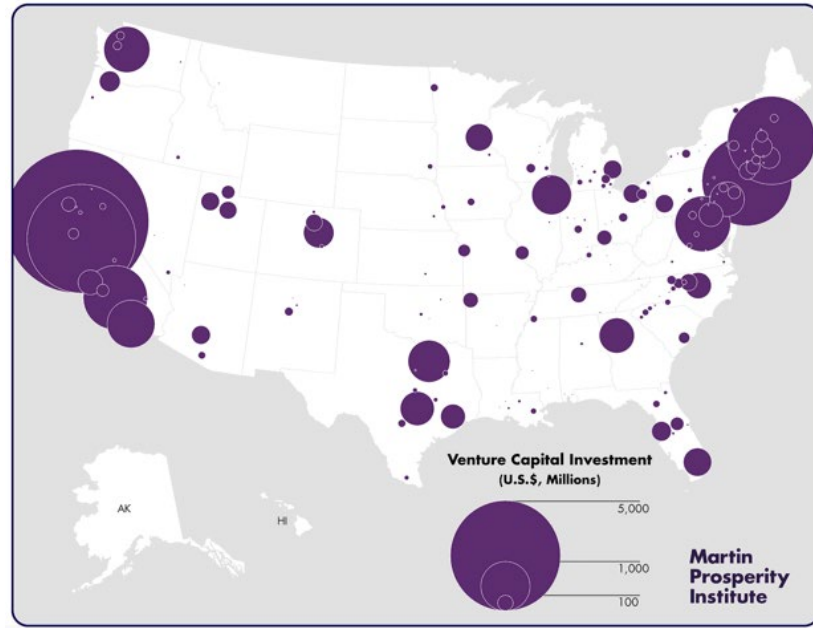 AK
HI
Venture Capital Investment
(U.S.$, Millions)
5,000
1,000
100
Martin
Prosperity
Institute